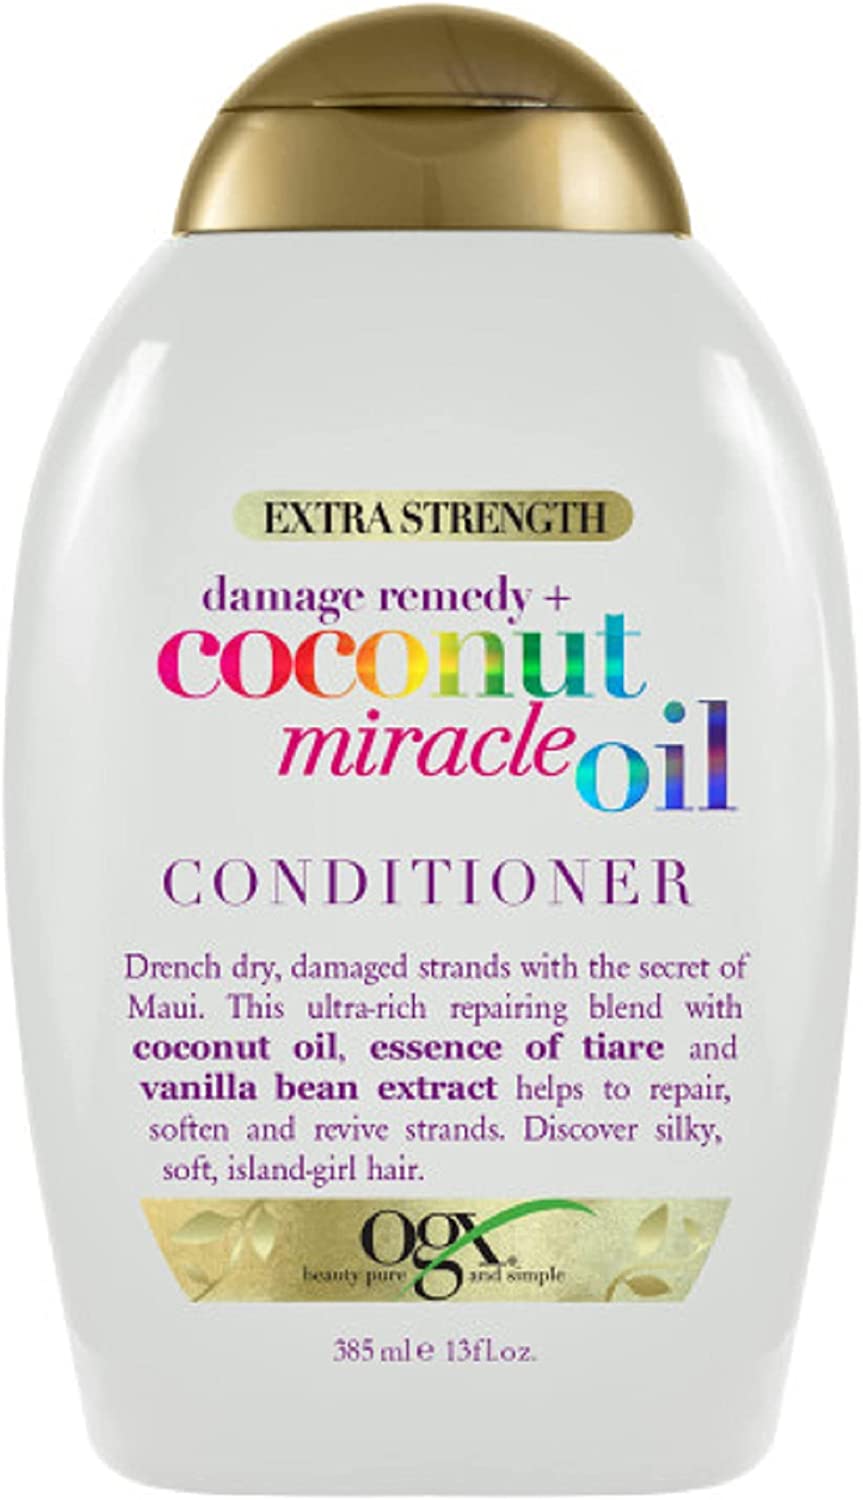 EXTRA STRENGTH
damage remedy +
coconut
miracle oil
CONDITIONER
Drench dry, damaged strands with the secret of
Maui. This ultra-rich repairing blend with
coconut oil, essence of tiare and
vanilla bean extract helps to repair,
soften and revive strands. Discover silky,
soft, island-girl hair.
ogx®
beauty pure and simple
385 ml e 13fl.oz.